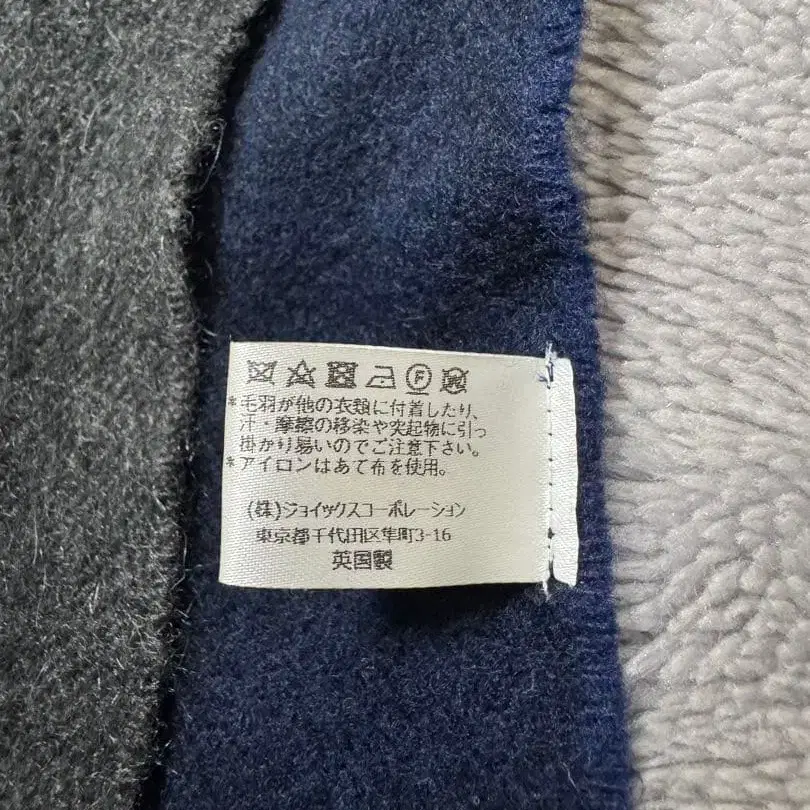 *毛羽が他の衣類に付着したり、
汗・摩擦の移染や突起物に引っ
掛かり易いのでご注意下さい。
*アイロンはあて布を使用。
(株)ジョイックスコーポレーション
東京都千代田区隼町3-16
英国製